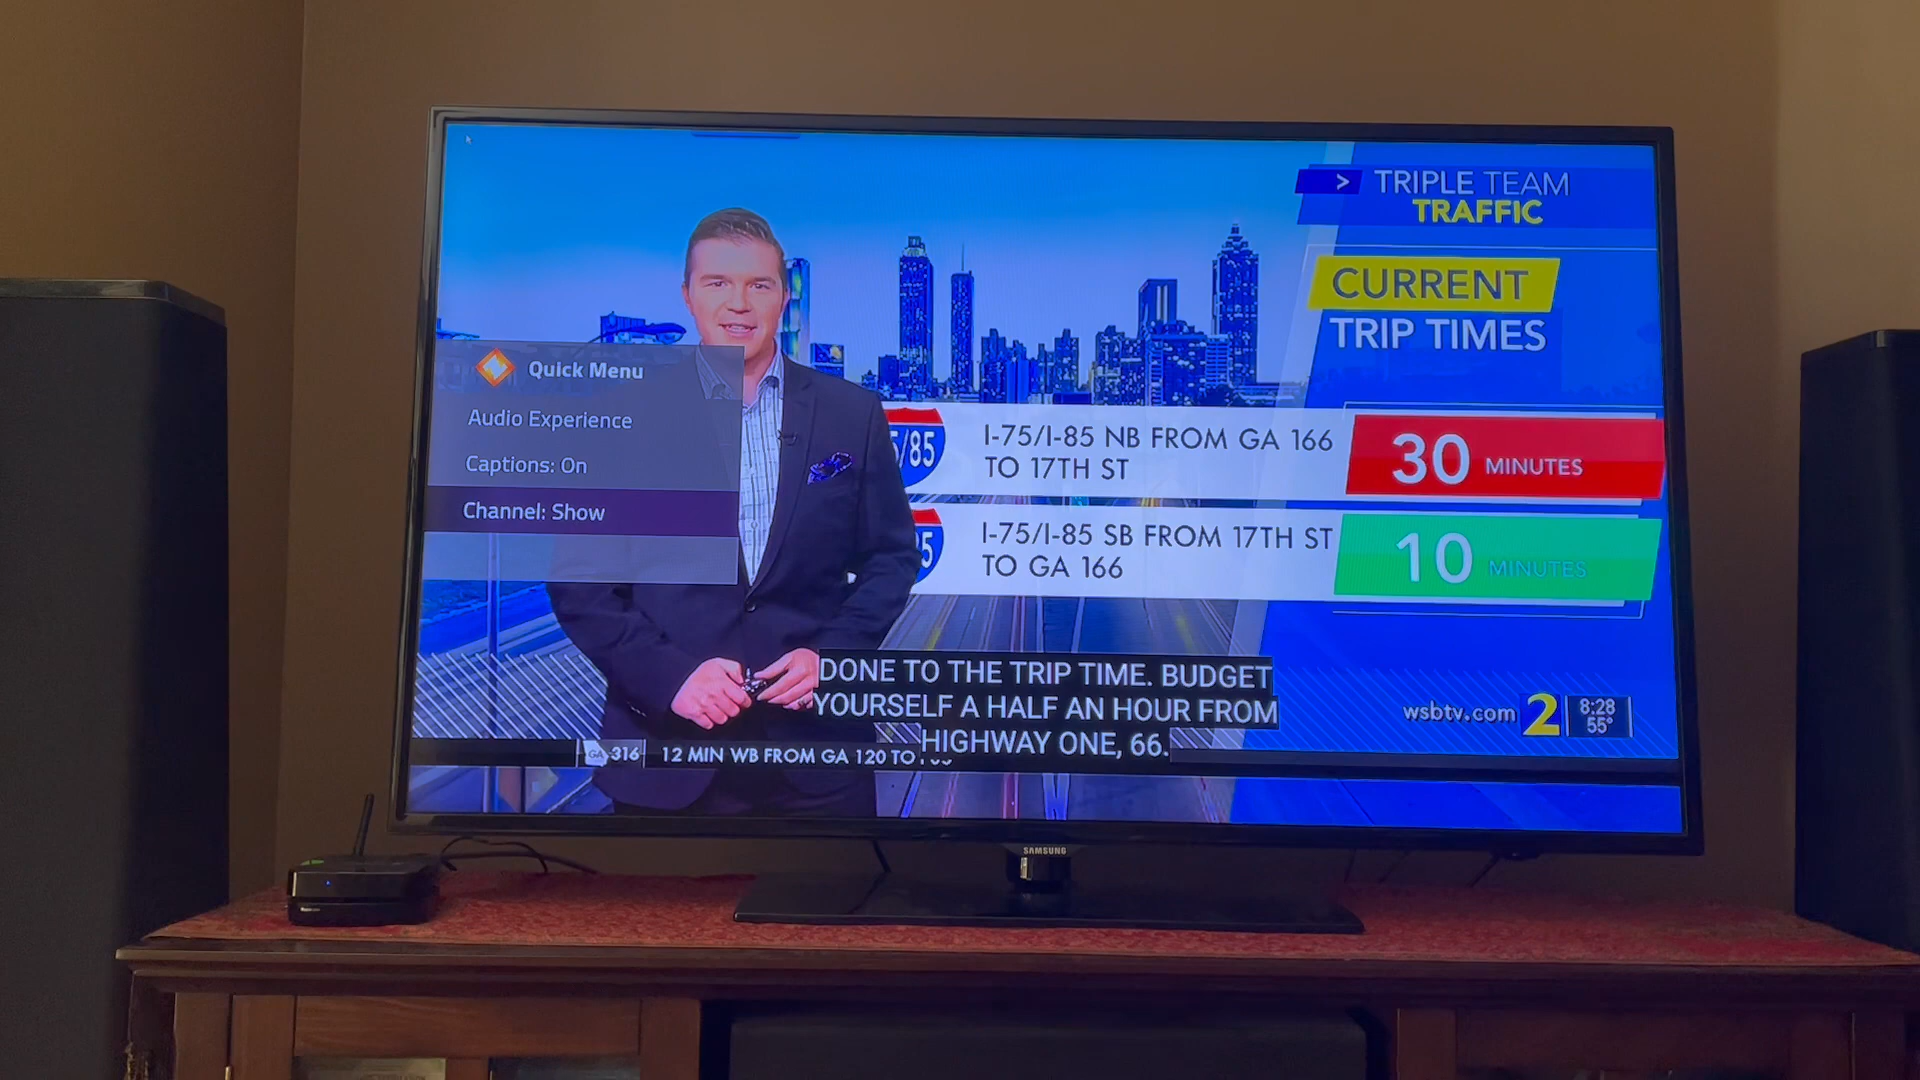 > TRIPLE TEAM
TRAFFIC
CURRENT
TRIP TIMES
Quick Menu
Audio Experience
Captions: On
Channel: Show
/85
I-75/I-85 NB FROM GA 166
TO 17TH ST
30 MINUTES
5
I-75/I-85 SB FROM 17TH ST
TO GA 166
10 MINUTES
DONE TO THE TRIP TIME. BUDGET
YOURSELF A HALF AN HOUR FROM
HIGHWAY ONE, 66.
wsbtv.com 2 8:28
55°
GA 316 12 MIN WB FROM GA 120 TO
SAMSUNG